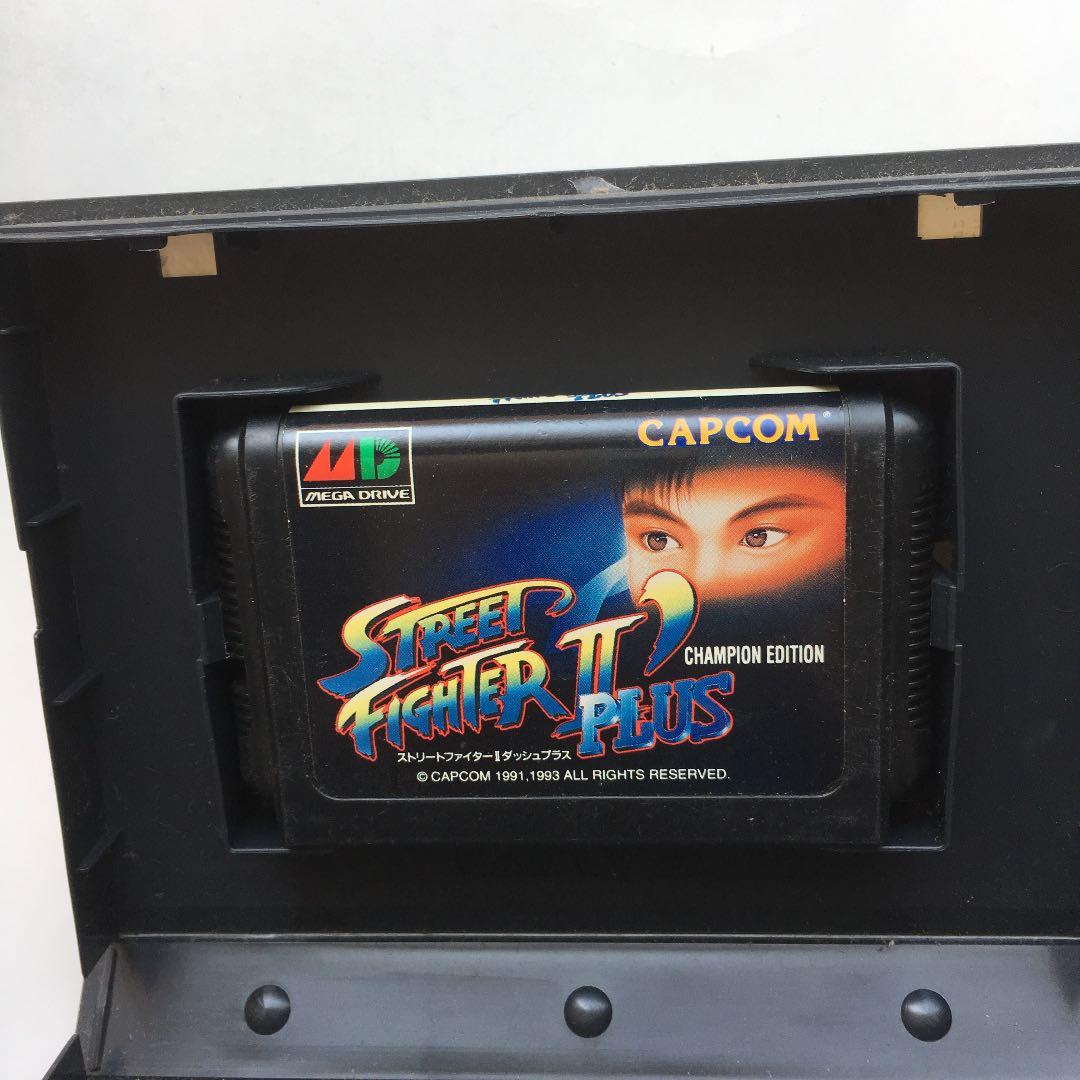 CAPCOM®
MD
MEGA DRIVE
STREET
FIGHTER II'
PLUS
CHAMPION EDITION
ストリートファイターⅡダッシュプラス
© CAPCOM 1991,1993 ALL RIGHTS RESERVED.